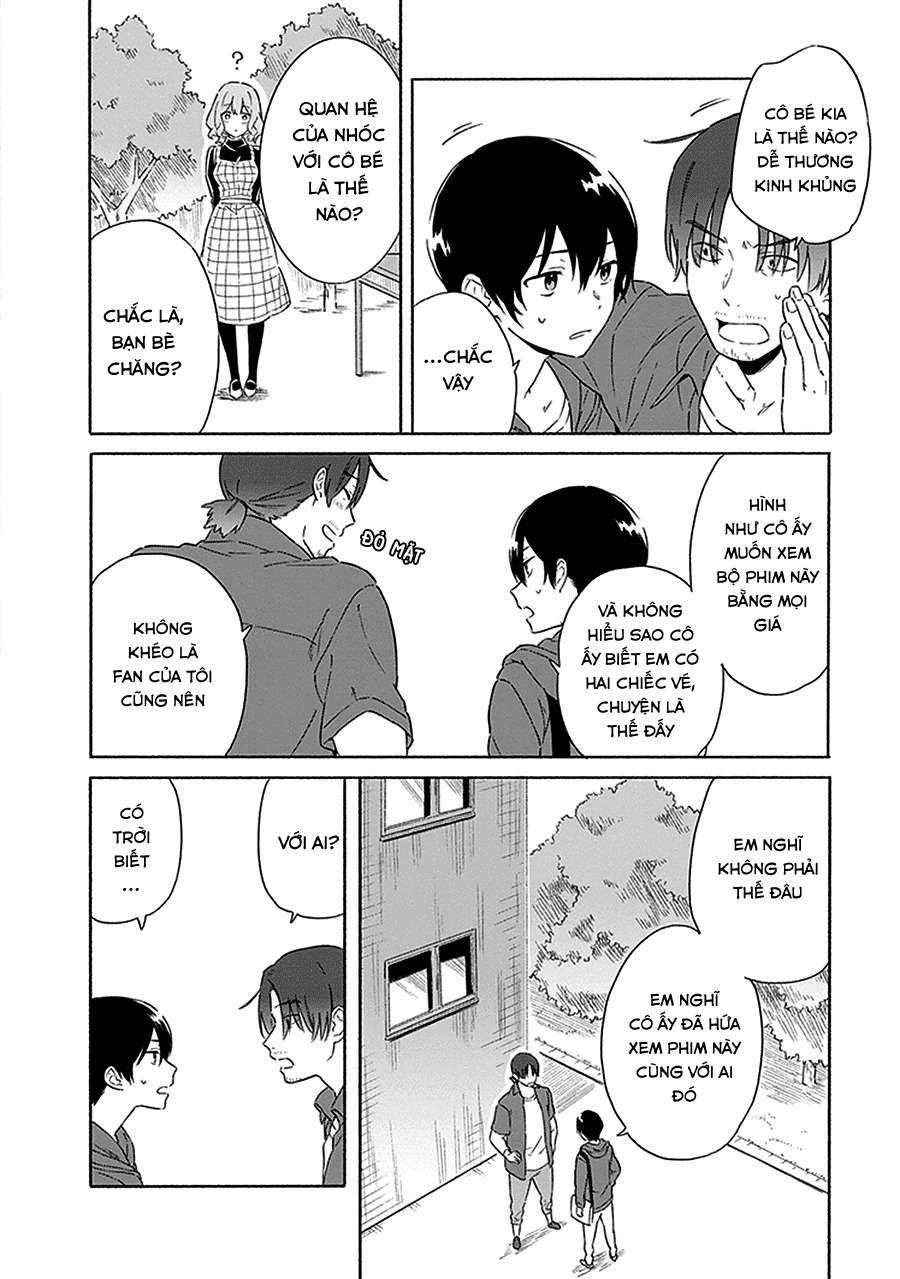 CÔ BÉ KIA
LÀ THẾ NÀO?
DỄ THƯƠNG
KINH KHỦNG
...CHẮC
VẬY
?
QUAN HỆ
CỦA NHÓC
VỚI CÔ BÉ
LÀ THẾ
NÀO?
CHẮC LÀ,
BẠN BÈ
CHĂNG?
HÌNH
NHƯ CÔ ẤY
MUỐN XEM
BỘ PHIM NÀY
BẰNG MỌI
GIÁ
VÀ KHÔNG
HIỂU SAO CÔ
ẤY BIẾT EM CÓ
HAI CHIẾC VÉ,
CHUYỆN LÀ
THẾ ĐẤY
ĐỎ MẶT
KHÔNG
KHÉO LÀ
FAN CỦA TÔI
CŨNG NÊN
EM NGHĨ
KHÔNG PHẢI
THẾ ĐÂU
EM NGHĨ
CÔ ẤY ĐÃ HỨA
XEM PHIM NÀY
CÙNG VỚI AI
ĐÓ
VỚI AI?
CÓ
TRỜI
BIẾT
...